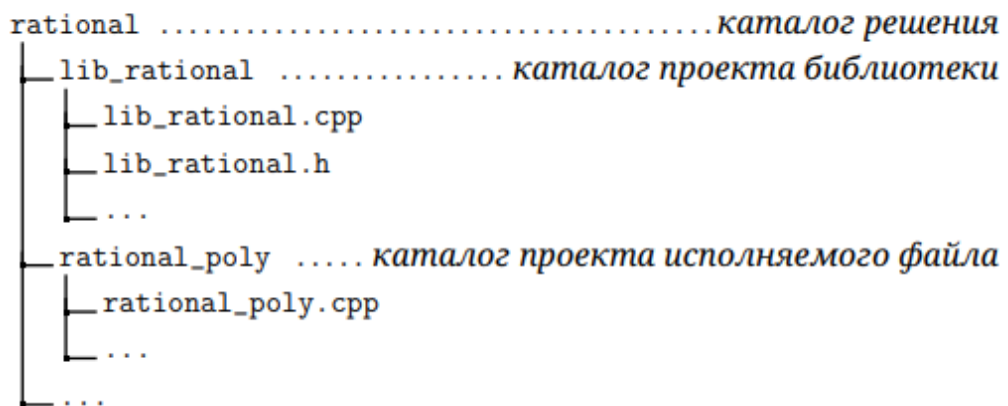 rational ........................................ каталог решения
lib_rational ................ каталог проекта библиотеки
lib_rational.cpp
lib_rational.h
...
rational_poly ..... каталог проекта исполняемого файла
rational_poly.cpp
...
...